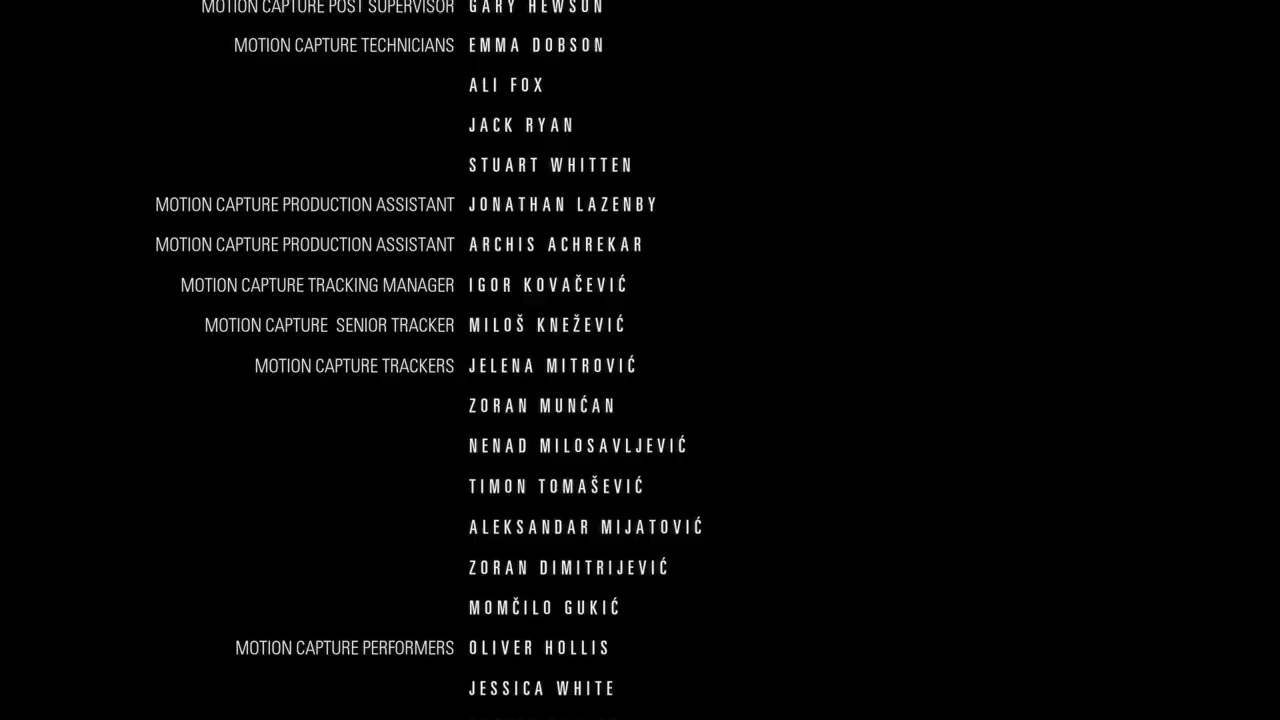 MOTION CAPTURE POST SUPERVISOR GARY HEWSON
MOTION CAPTURE TECHNICIANS EMMA DOBSON
ALI FOX
JACK RYAN
STUART WHITTEN
MOTION CAPTURE PRODUCTION ASSISTANT JONATHAN LAZENBY
MOTION CAPTURE PRODUCTION ASSISTANT ARCHIS ACHREKAR
MOTION CAPTURE TRACKING MANAGER IGOR KOVAČEVIĆ
MOTION CAPTURE SENIOR TRACKER MILOŠ KNEŽEVIĆ
MOTION CAPTURE TRACKERS JELENA MITROVIĆ
ZORAN MUNĆAN
NENAD MILOSAVLJEVIĆ
TIMON TOMAŠEVIĆ
ALEKSANDAR MIJATOVIĆ
ZORAN DIMITRIJEVIĆ
MOMČILO GUKIĆ
MOTION CAPTURE PERFORMERS OLIVER HOLLIS
JESSICA WHITE